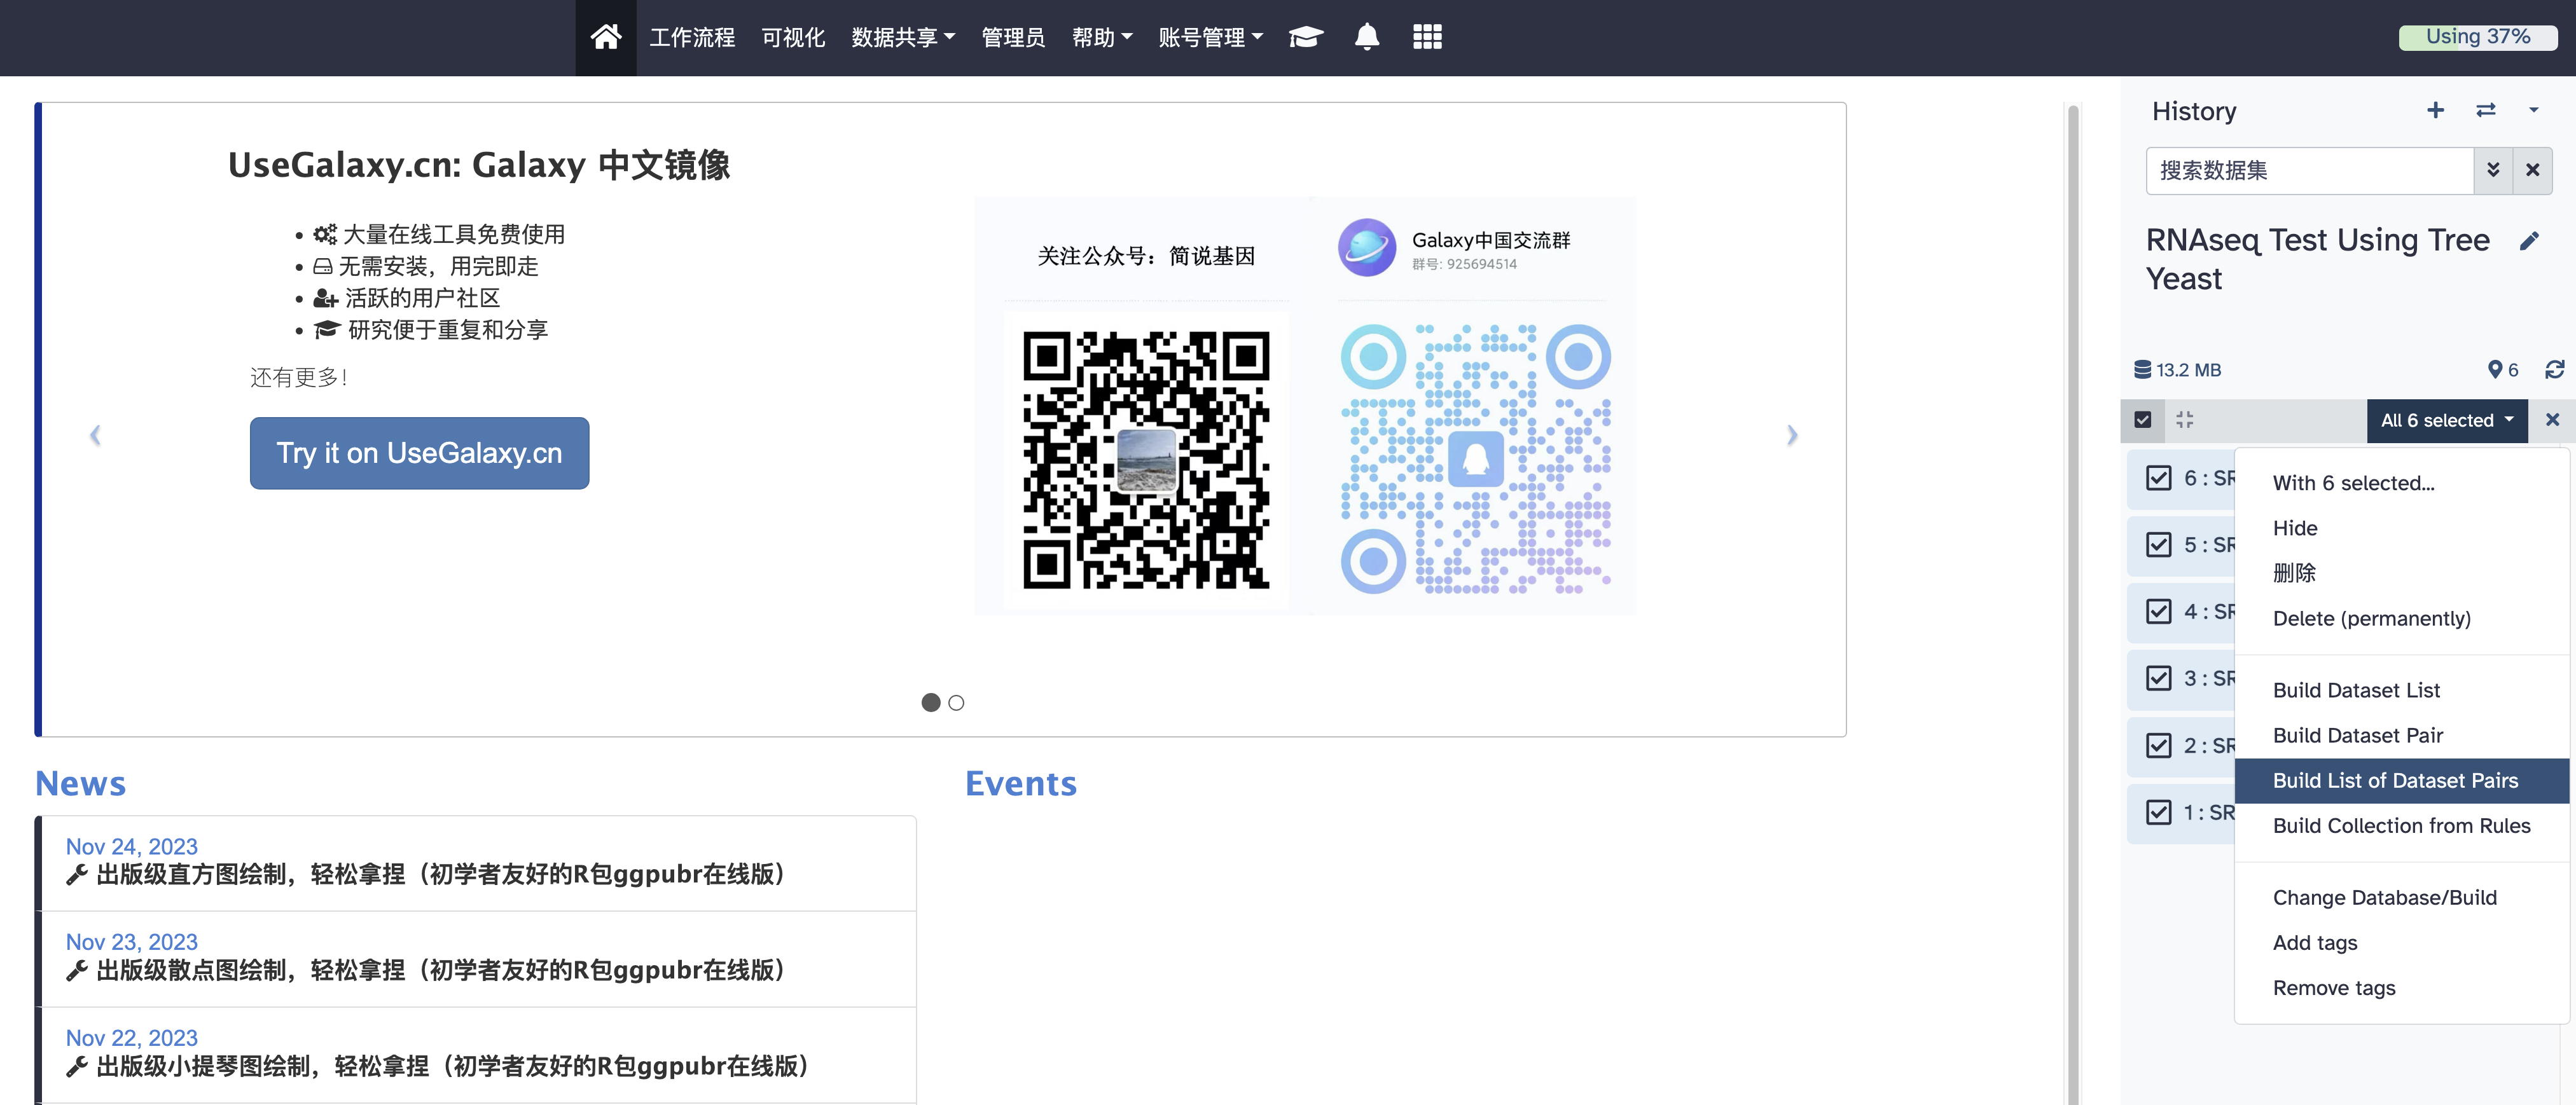 工作流程 可视化 数据共享 管理员 帮助 账号管理
Using 37%
UseGalaxy.cn: Galaxy 中文镜像
大量在线工具免费使用
无需安装，用完即走
活跃的用户社区
研究便于重复和分享
还有更多！
Try it on UseGalaxy.cn
关注公众号：简说基因
Galaxy中国交流群
群号: 925694514
News
Nov 24, 2023
出版级直方图绘制，轻松拿捏（初学者友好的R包ggpubr在线版）
Nov 23, 2023
出版级散点图绘制，轻松拿捏（初学者友好的R包ggpubr在线版）
Nov 22, 2023
出版级小提琴图绘制，轻松拿捏（初学者友好的R包ggpubr在线版）
Events
History
搜索数据集
RNAseq Test Using Tree
Yeast
13.2 MB
6
All 6 selected
6 : SR
5 : SR
4 : SR
3 : SR
2 : SR
1 : SR
With 6 selected...
Hide
删除
Delete (permanently)
Build Dataset List
Build Dataset Pair
Build List of Dataset Pairs
Build Collection from Rules
Change Database/Build
Add tags
Remove tags